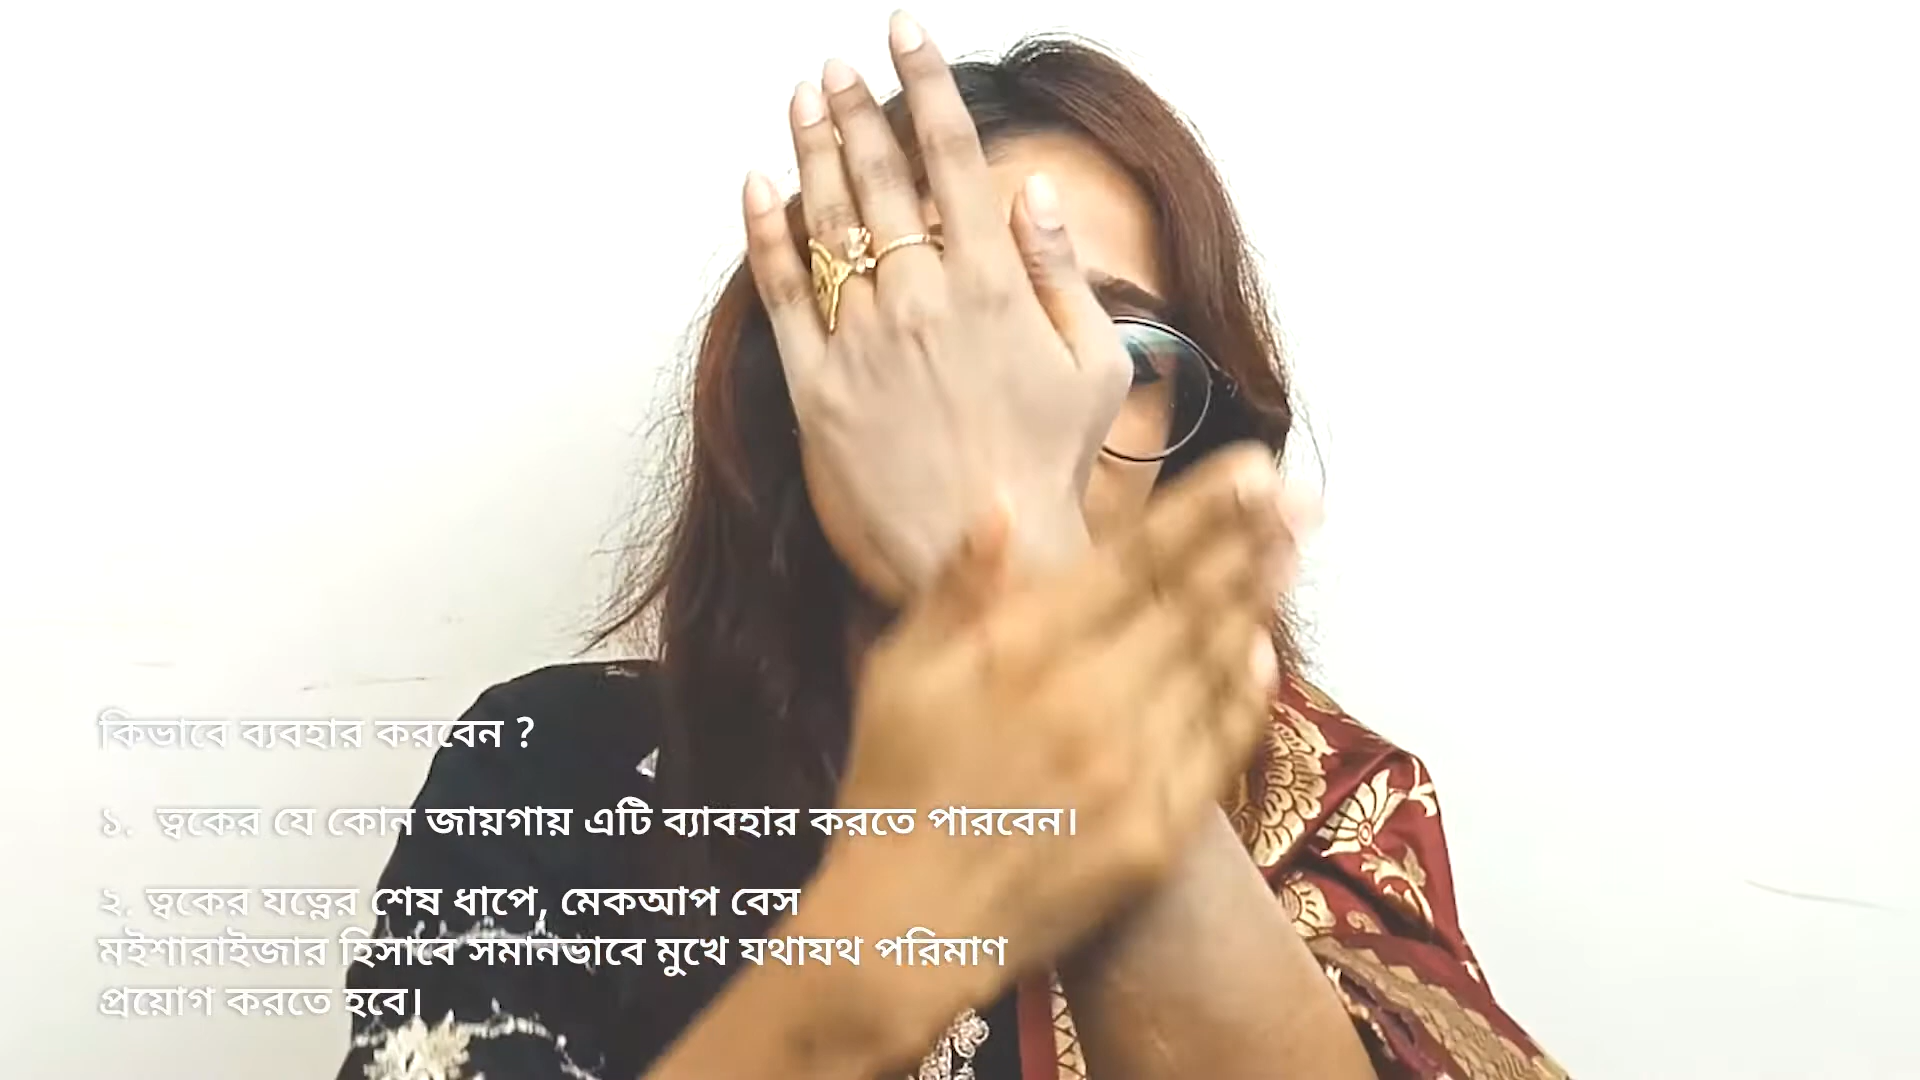 কিভাবে ব্যবহার করবেন ?
১. ত্বকের যে কোন জায়গায় এটি ব্যাবহার করতে পারবেন।
২. ত্বকের যত্নের শেষ ধাপে, মেকআপ বেস
মইশারাইজার হিসাবে সমানভাবে মুখে যথাযথ পরিমাণ
প্রয়োগ করতে হবে।